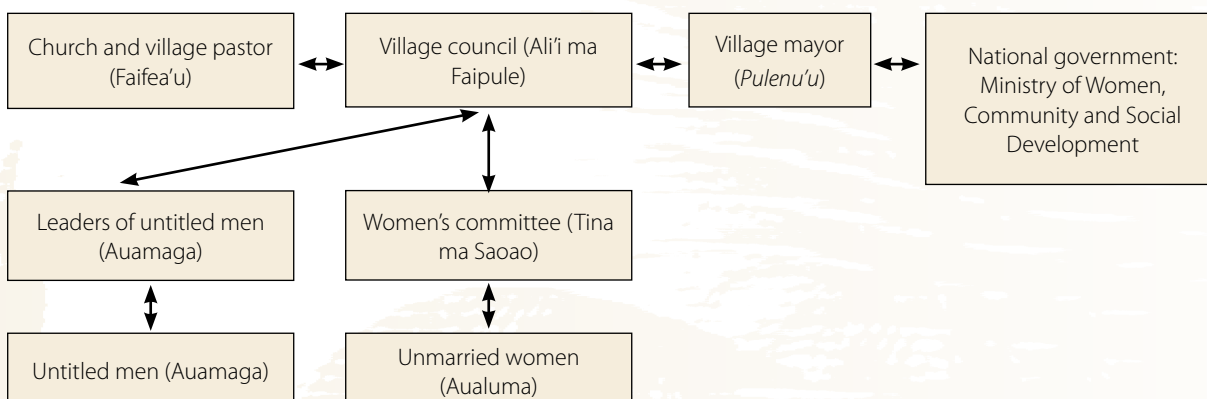 Church and village pastor
(Faifea'u)
Village council (Ali'i ma
Faipule)
Village mayor
(Pulenu'u)
National government:
Ministry of Women,
Community and Social
Development
Leaders of untitled men
(Auamaga)
Women's committee (Tina
ma Saoao)
Untitled men (Auamaga)
Unmarried women
(Aualuma)